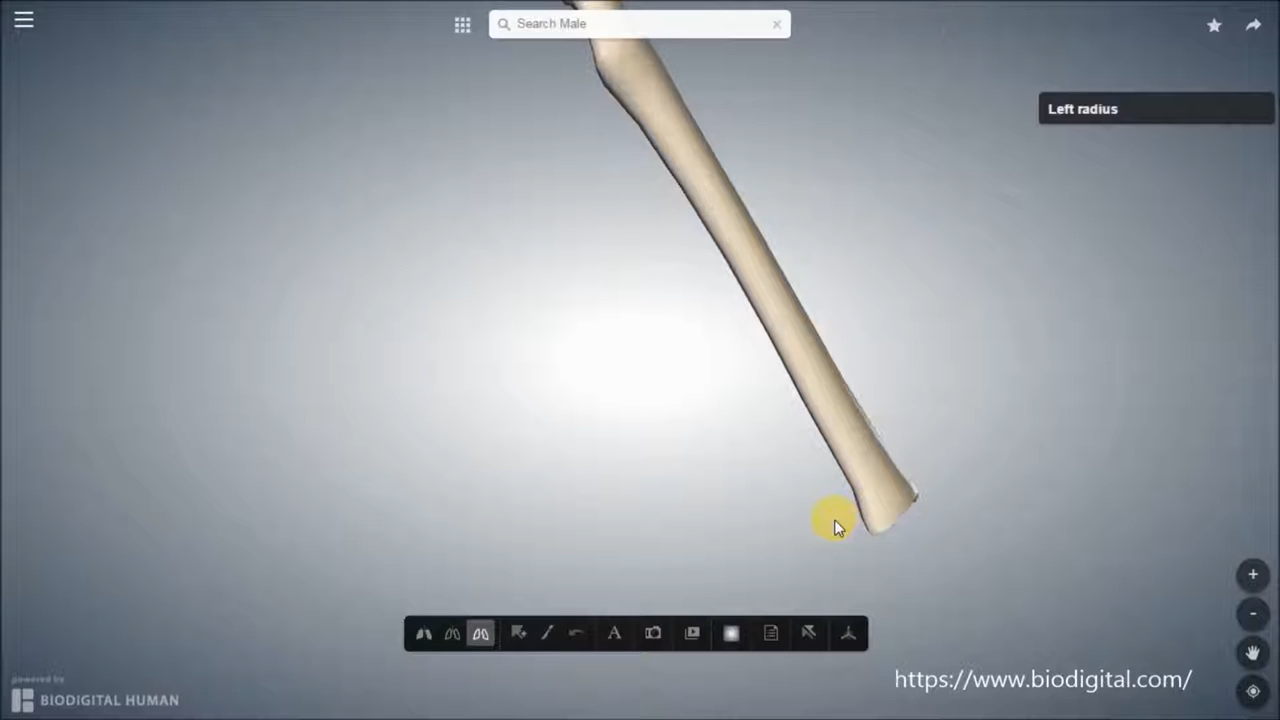 Search Male
Left radius
A
https://www.biodigital.com/
powered by
BIODIGITAL HUMAN